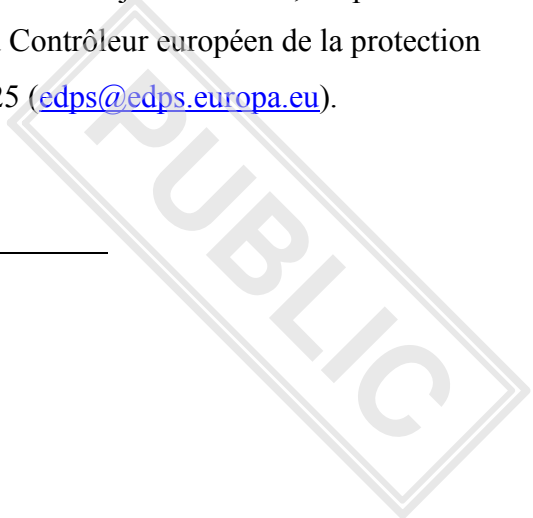 Contrôleur européen de la protection
25 (edps@edps.europa.eu).
PUBLIC